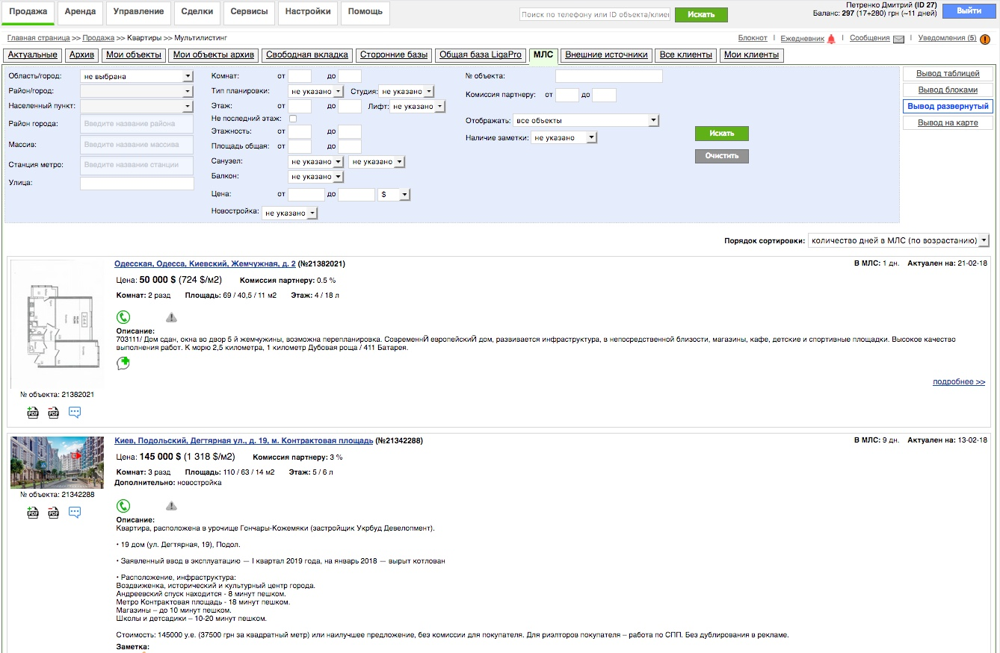 Продажа Аренда Управление Сделки Сервисы Настройки Помощь
Поиск по телефону или ID объекта/клие Искать
Петренко Дмитрий (ID 27)
Баланс: 297 (17+280) грн (~11 дней)
Выйти
Главная страница >> Продажа >> Квартиры >> Мультилистинг
Блокнот | Ежедневник | Сообщения | Уведомления (5)
Актуальные Архив Мои объекты Мои объекты архив Свободная вкладка Сторонние базы Общая база LigaPro МЛС Внешние источники Все клиенты Мои клиенты
Область/город: не выбрана
Район/город:
Населенный пункт:
Район города: Введите название района
Массив: Введите название массива
Станция метро: Введите название станции
Улица:
Комнат: от до
Тип планировки: не указано Студия: не указано
Этаж: от до Лифт: не указано
Не последний этаж:
Этажность: от до
Площадь общая: от до
Санузел: не указано не указано
Балкон: не указано
Цена: от до $
Новостройка: не указано
№ объекта:
Комиссия партнеру: от до
Отображать: все объекты
Наличие заметки: не указано
Искать
Очистить
Вывод таблицей
Вывод блоками
Вывод развернутый
Вывод на карте
Порядок сортировки: количество дней в МЛС (по возрастанию)
Одесская, Одесса, Киевский, Жемчужная, д. 2 (№21382021)
В МЛС: 1 дн. Актуален на: 21-02-18
Цена: 50 000 $ (724 $/м2) Комиссия партнеру: 0.5 %
Комнат: 2 разд Площадь: 69 / 40,5 / 11 м2 Этаж: 4 / 18 л
Описание:
703111/ Дом сдан, окна во двор 5 й жемчужины, возможна перепланировка. СовременнЙ европейскиЙ дом, развивается инфраструктура, в непосредственной близости, магазины, кафе, детские и спортивные площадки. Высокое качество
выполнения работ. К морю 2,5 километра, 1 километр Дубовая роща / 411 Батарея.
подробнее >>
№ объекта: 21382021
PDF PDF
Киев, Подольский, Дегтярная ул., д. 19, м. Контрактовая площадь (№21342288)
В МЛС: 9 дн. Актуален на: 13-02-18
Цена: 145 000 $ (1 318 $/м2) Комиссия партнеру: 3 %
Комнат: 3 разд Площадь: 110 / 63 / 14 м2 Этаж: 5 / 6 л
Дополнительно: новостройка
№ объекта: 21342288
PDF PDF
Описание:
Квартира, расположена в урочище Гончары-Кожемяки (застройщик Укрбуд Девелопмент).
• 19 дом (ул. Дегтярная, 19), Подол.
• Заявленный ввод в эксплуатацию — I квартал 2019 года, на январь 2018 — вырыт котлован
• Расположение, инфраструктура:
Воздвиженка, исторический и культурный центр города.
Андреевский спуск находится - 8 минут пешком.
Метро Контрактовая площадь - 18 минут пешком.
Магазины – до 10 минут пешком.
Школы и детсадики – 10-20 минут пешком.
Стоимость: 145000 у.е. (37500 грн за квадратный метр) или наилучшее предложение, без комиссии для покупателя. Для риэлторов покупателя – работа по СПП. Без дублирования в рекламе.
Заметка: